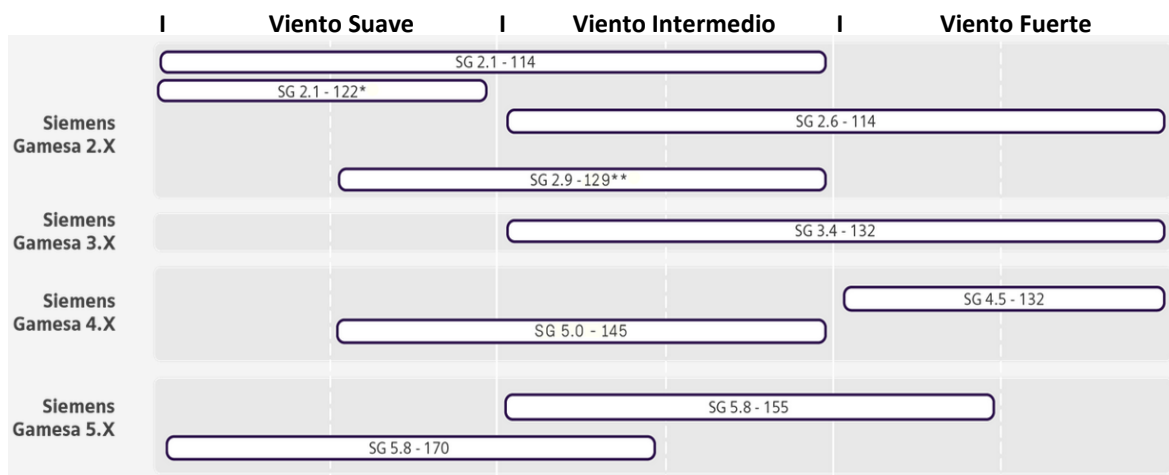 I Viento Suave I Viento Intermedio I Viento Fuerte
SG 2.1 - 114
SG 2.1 - 122*
Siemens
Gamesa 2.X
SG 2.6 - 114
SG 2.9 - 129**
Siemens
Gamesa 3.X
SG 3.4 - 132
Siemens
Gamesa 4.X
SG 4.5 - 132
SG 5.0 - 145
Siemens
Gamesa 5.X
SG 5.8 - 155
SG 5.8 - 170